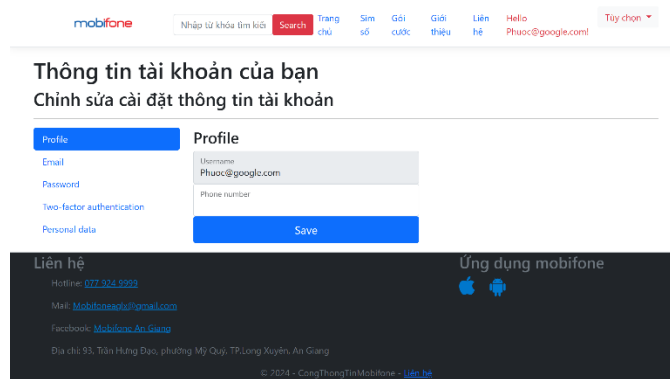 mobifone
Nhập từ khóa tìm kiế
Search
Trang chủ
Sim số
Gói cước
Giới thiệu
Liên hệ
Hello Phuoc@google.com!
Tùy chọn
Thông tin tài khoản của bạn
Chỉnh sửa cài đặt thông tin tài khoản
Profile
Email
Password
Two-factor authentication
Personal data
Profile
Username
Phuoc@google.com
Phone number
Save
Liên hệ
Hotline: 077 924 9999
Mail: Mobifoneagix@gmail.com
Facebook: Mobifone An Giang
Địa chỉ: 93, Trần Hưng Đạo, phường Mỹ Quý, TP.Long Xuyên, An Giang
Ứng dụng mobifone
© 2024 - CongThongTinMobifone - Liên hệ